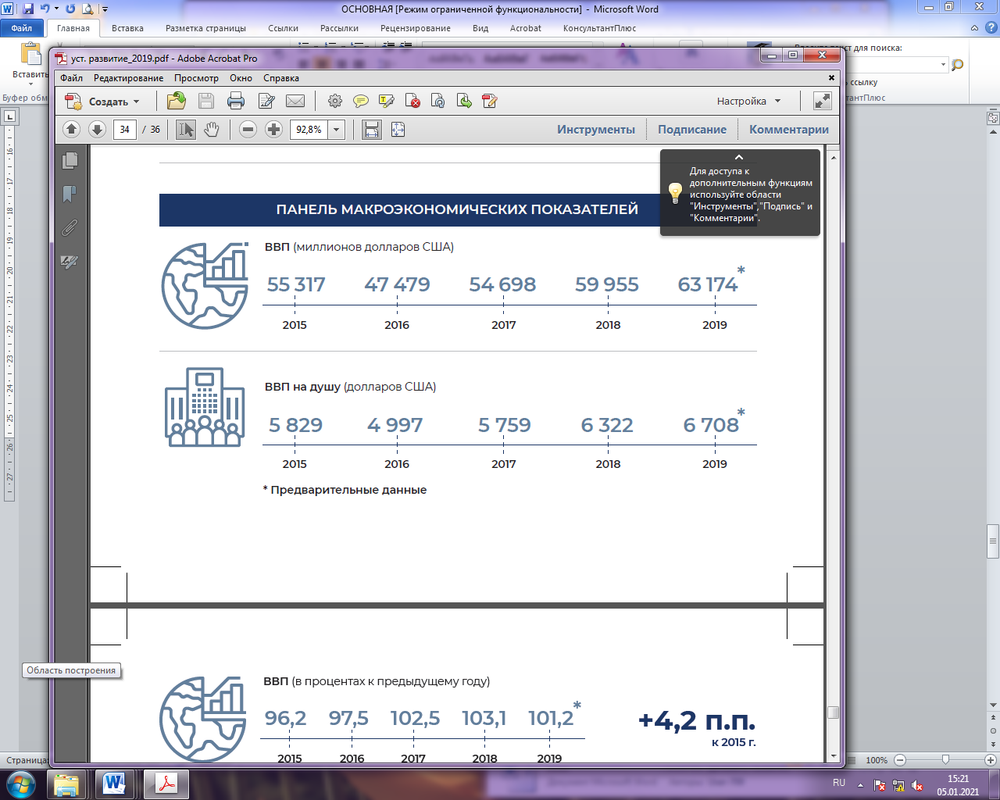 ОСНОВНАЯ [Режим ограниченной функциональности] - Microsoft Word
Файл Главная Вставка Разметка страницы Ссылки Рассылки Рецензирование Вид Acrobat КонсультантПлюс
Вставить
текст для поиска:
ссылку
уст. развитие_2019.pdf - Adobe Acrobat Pro
Файл Редактирование Просмотр Окно Справка
Создать Настройка
34 / 36 92,8% Инструменты Подписание Комментарии
Для доступа к
дополнительным функциям
используйте области
"Инструменты","Подпись" и
"Комментарии".
ПАНЕЛЬ МАКРОЭКОНОМИЧЕСКИХ ПОКАЗАТЕЛЕЙ
ВВП (миллионов долларов США)
55 317 47 479 54 698 59 955 63 174*
2015 2016 2017 2018 2019
ВВП на душу (долларов США)
5 829 4 997 5 759 6 322 6 708*
2015 2016 2017 2018 2019
* Предварительные данные
Область построения
ВВП (в процентах к предыдущему году)
96,2 97,5 102,5 103,1 101,2*
2015 2016 2017 2018 2019
+4,2 п.п.
к 2015 г.
Страница: 100%
RU 15:21
05.01.2021